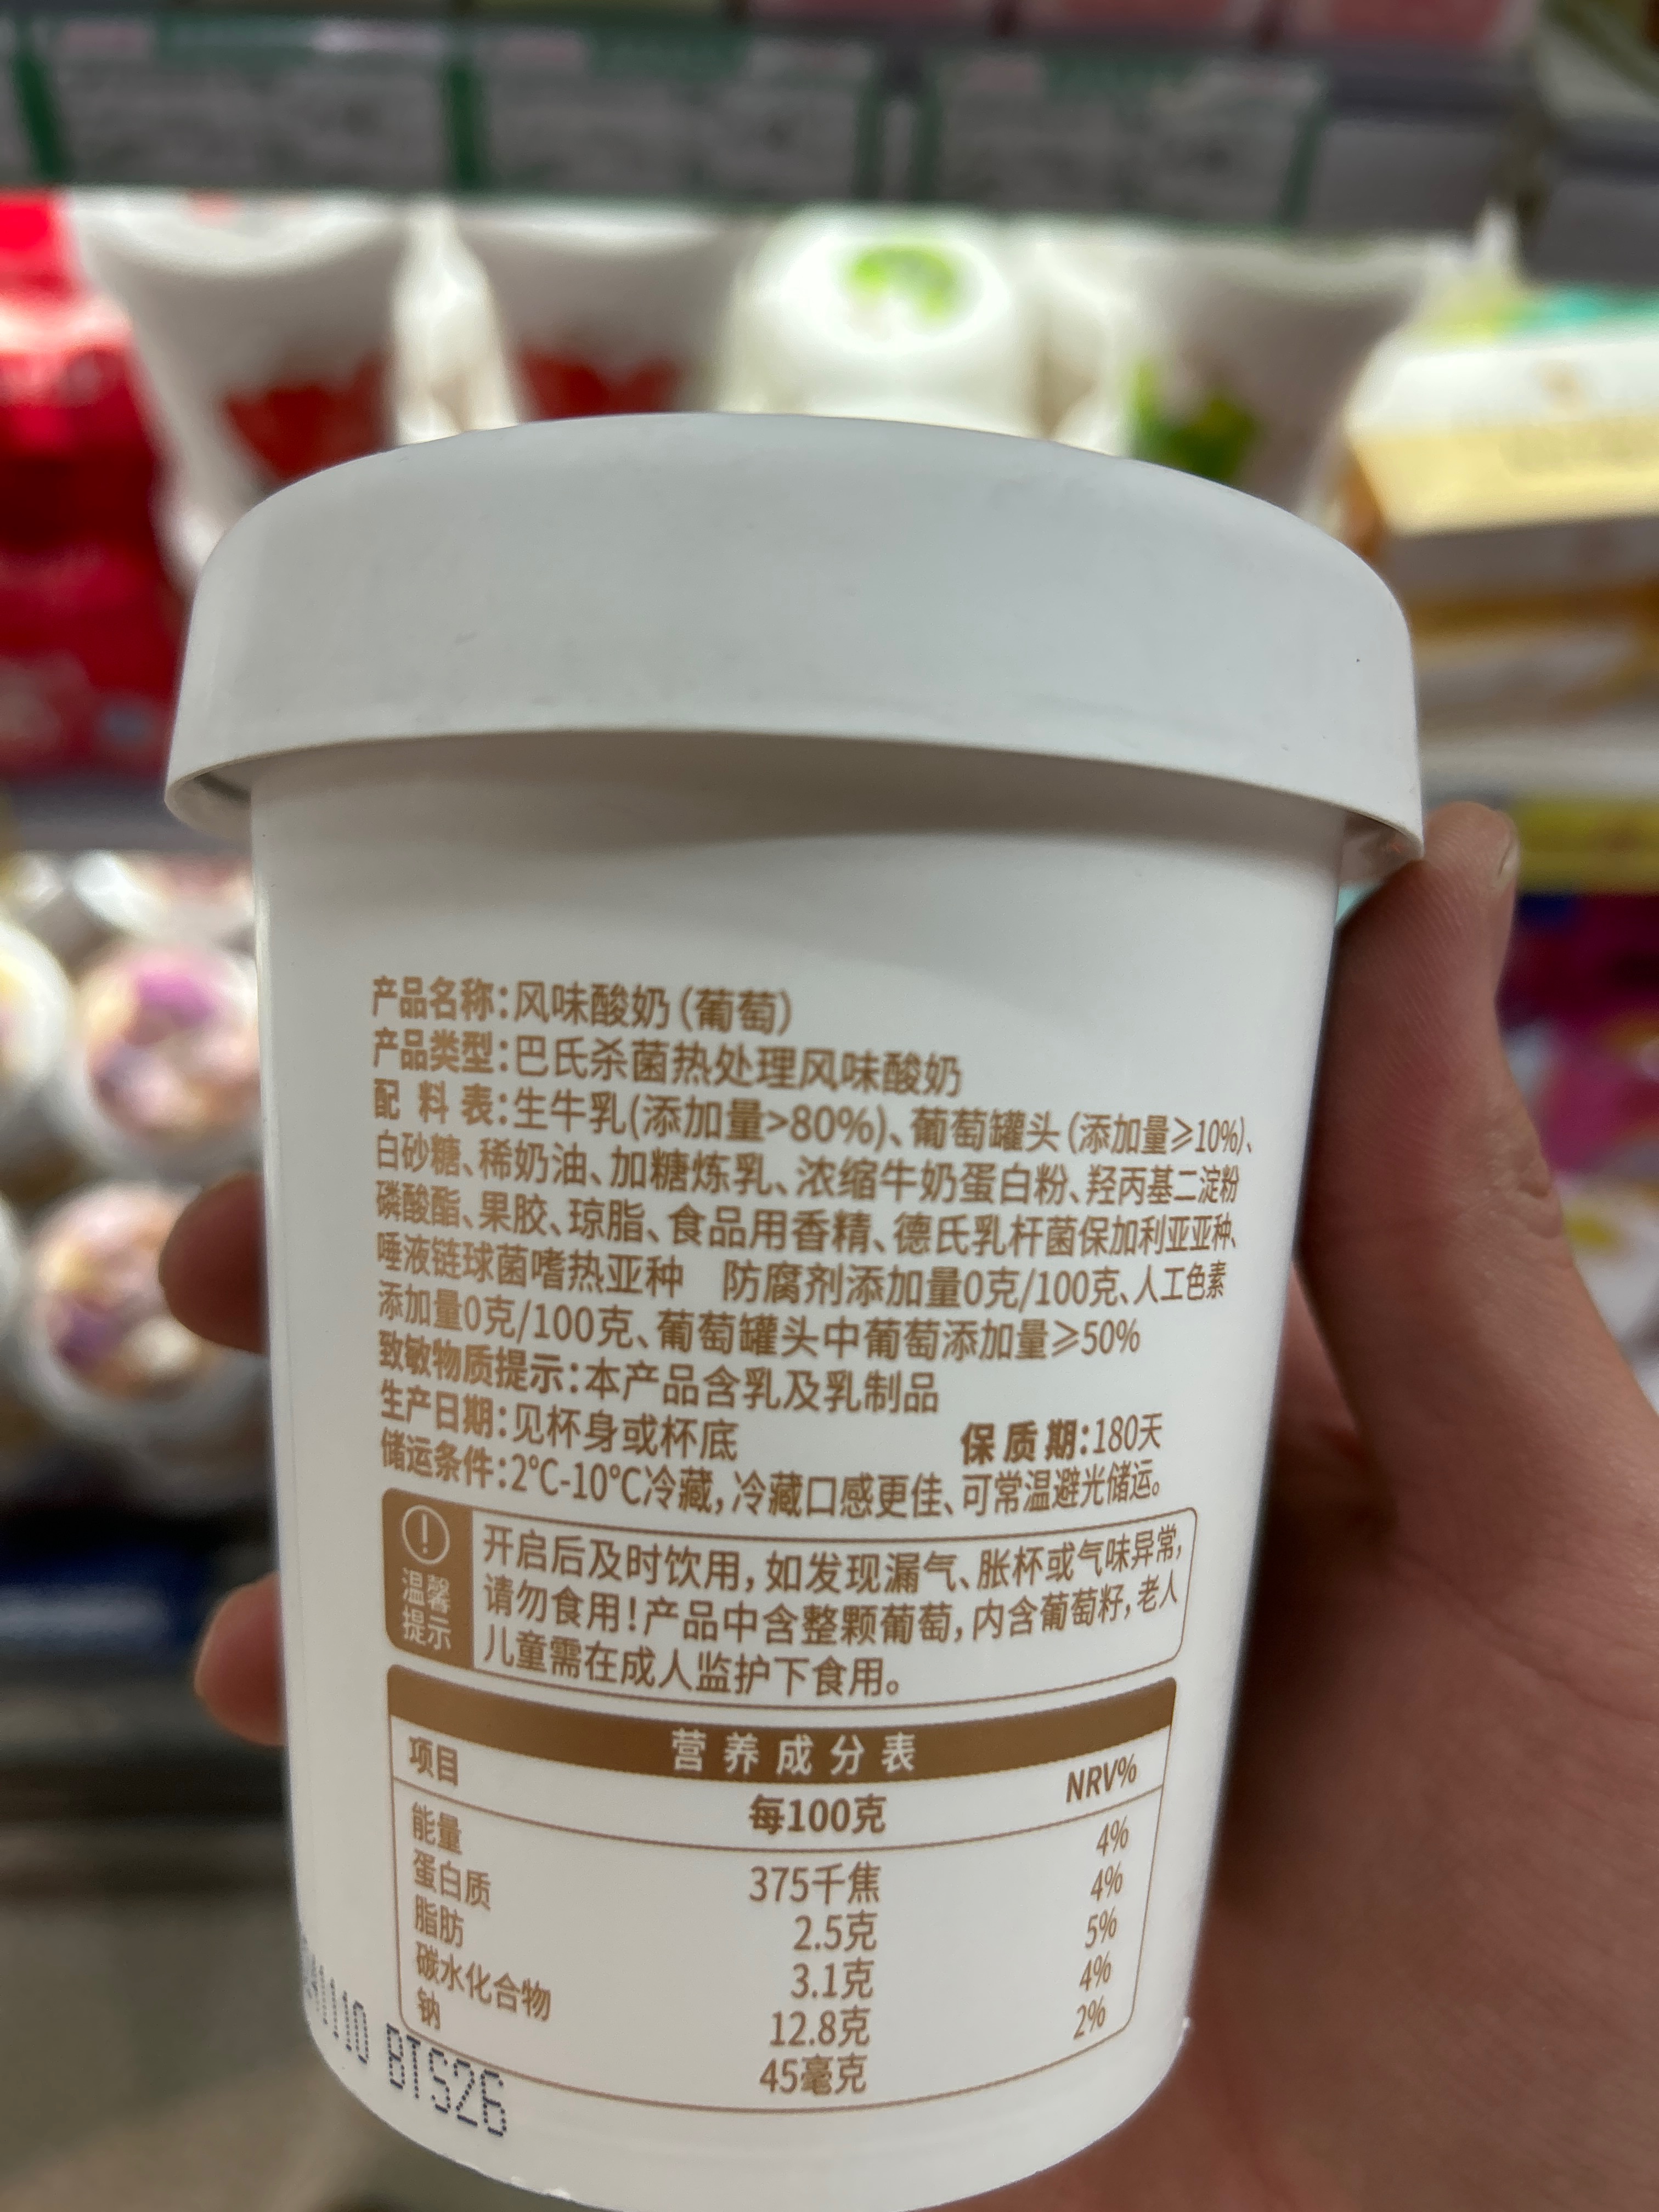 产品名称:风味酸奶(葡萄)
产品类型:巴氏杀菌热处理风味酸奶
配 料 表:生牛乳(添加量>80%)、葡萄罐头(添加量≥10%)、
白砂糖、稀奶油、加糖炼乳、浓缩牛奶蛋白粉、羟丙基二淀粉
磷酸酯、果胶、琼脂、食品用香精、德氏乳杆菌保加利亚亚种、
唾液链球菌嗜热亚种 防腐剂添加量0克/100克、人工色素
添加量0克/100克、葡萄罐头中葡萄添加量≥50%
致敏物质提示:本产品含乳及乳制品
生产日期:见杯身或杯底 保质期:180天
储运条件:2℃-10℃冷藏,冷藏口感更佳、可常温避光储运。
温馨
提示
开启后及时饮用,如发现漏气、胀杯或气味异常,
请勿食用!产品中含整颗葡萄,内含葡萄籽,老人
儿童需在成人监护下食用。
营养成分表
项目 每100克 NRV%
能量 375千焦 4%
蛋白质 2.5克 4%
脂肪 3.1克 5%
碳水化合物 12.8克 4%
钠 45毫克 2%
BTS26